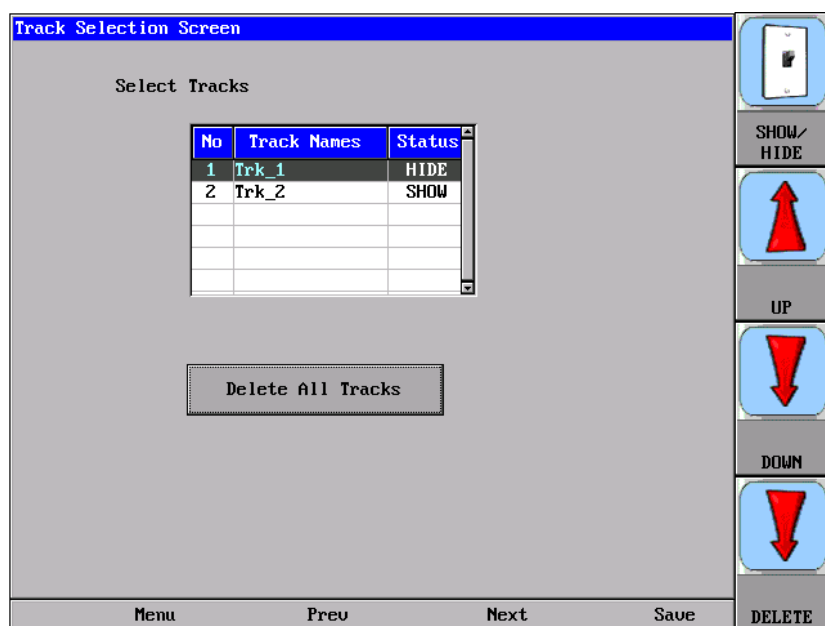 Track Selection Screen
Select Tracks
No Track Names Status
1 Trk_1 HIDE
2 Trk_2 SHOW
Delete All Tracks
Menu Prev Next Save
SHOW/
HIDE
UP
DOWN
DELETE